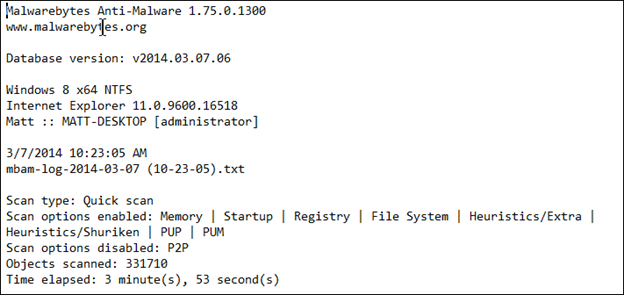 Malwarebytes Anti-Malware 1.75.0.1300
www.malwarebytes.org
Database version: v2014.03.07.06
Windows 8 x64 NTFS
Internet Explorer 11.0.9600.16518
Matt :: MATT-DESKTOP [administrator]
3/7/2014 10:23:05 AM
mbam-log-2014-03-07 (10-23-05).txt
Scan type: Quick scan
Scan options enabled: Memory | Startup | Registry | File System | Heuristics/Extra |
Heuristics/Shuriken | PUP | PUM
Scan options disabled: P2P
Objects scanned: 331710
Time elapsed: 3 minute(s), 53 second(s)